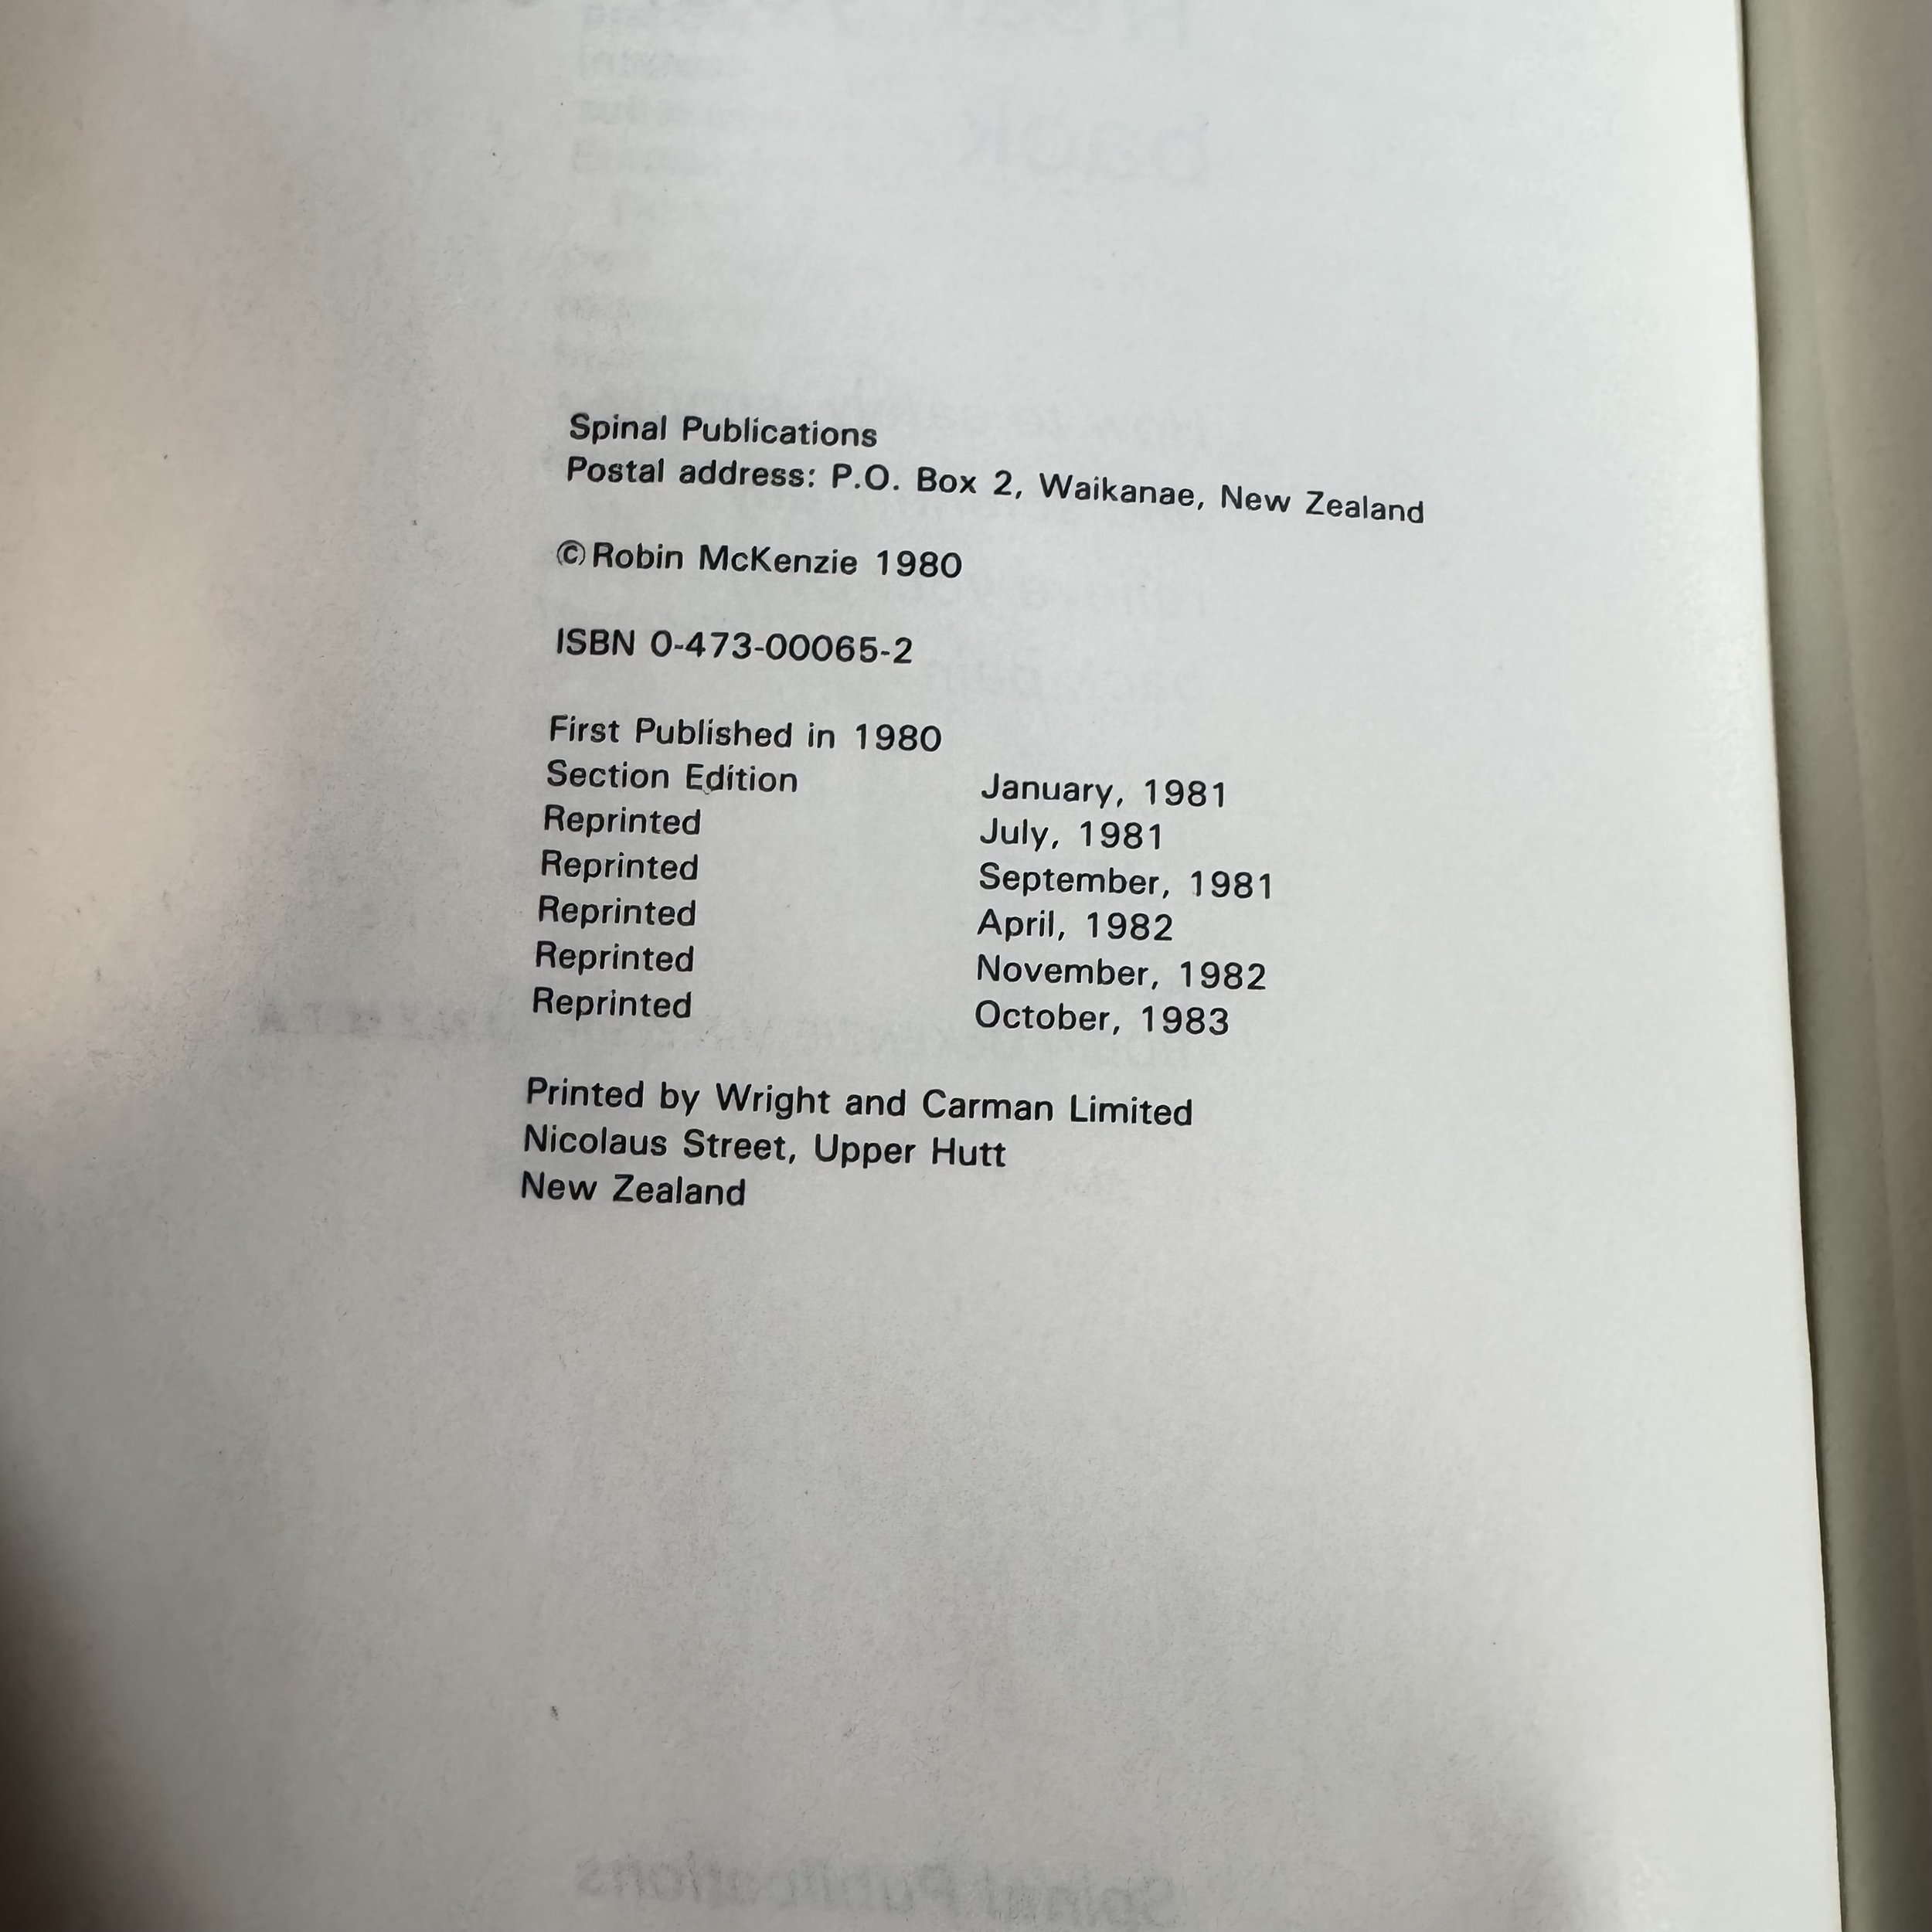 Spinal Publications
Postal address: P.O. Box 2, Waikanae, New Zealand
©Robin McKenzie 1980
ISBN 0-473-00065-2
First Published in 1980
Section Edition January, 1981
Reprinted July, 1981
Reprinted September, 1981
Reprinted April, 1982
Reprinted November, 1982
Reprinted October, 1983
Printed by Wright and Carman Limited
Nicolaus Street, Upper Hutt
New Zealand
Spinal Publications